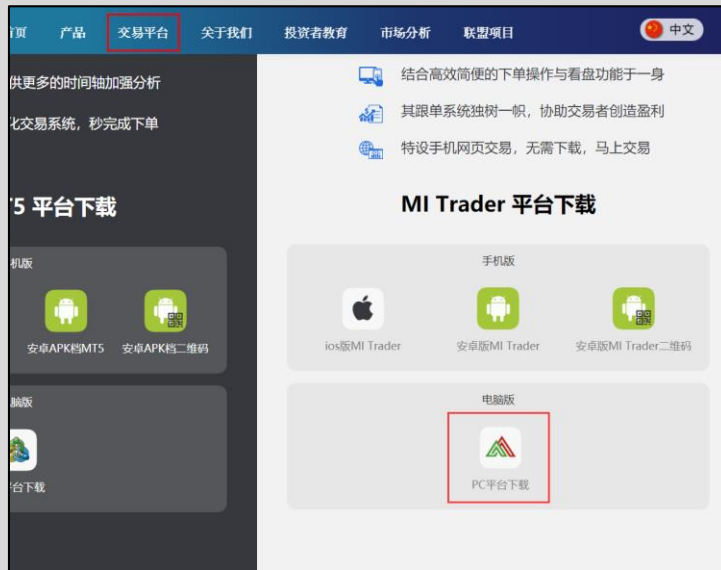 首页 产品 交易平台 关于我们 投资者教育 市场分析 联盟项目 中文
供更多的时间轴加强分析
化交易系统，秒完成下单
结合高效简便的下单操作与看盘功能于一身
其跟单系统独树一帜，协助交易者创造盈利
特设手机网页交易，无需下载，马上交易
T5 平台下载
机版
安卓APK档MT5 安卓APK档二维码
脑版
平台下载
MI Trader 平台下载
手机版
ios版MI Trader 安卓版MI Trader 安卓版MI Trader二维码
电脑版
PC平台下载